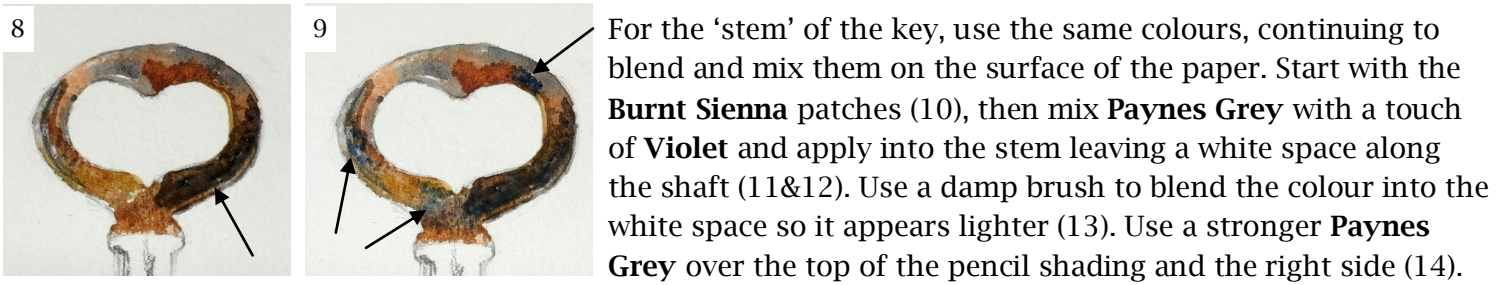 8
9
For the ‘stem’ of the key, use the same colours, continuing to
blend and mix them on the surface of the paper. Start with the
Burnt Sienna patches (10), then mix Paynes Grey with a touch
of Violet and apply into the stem leaving a white space along
the shaft (11&12). Use a damp brush to blend the colour into the
white space so it appears lighter (13). Use a stronger Paynes
Grey over the top of the pencil shading and the right side (14).